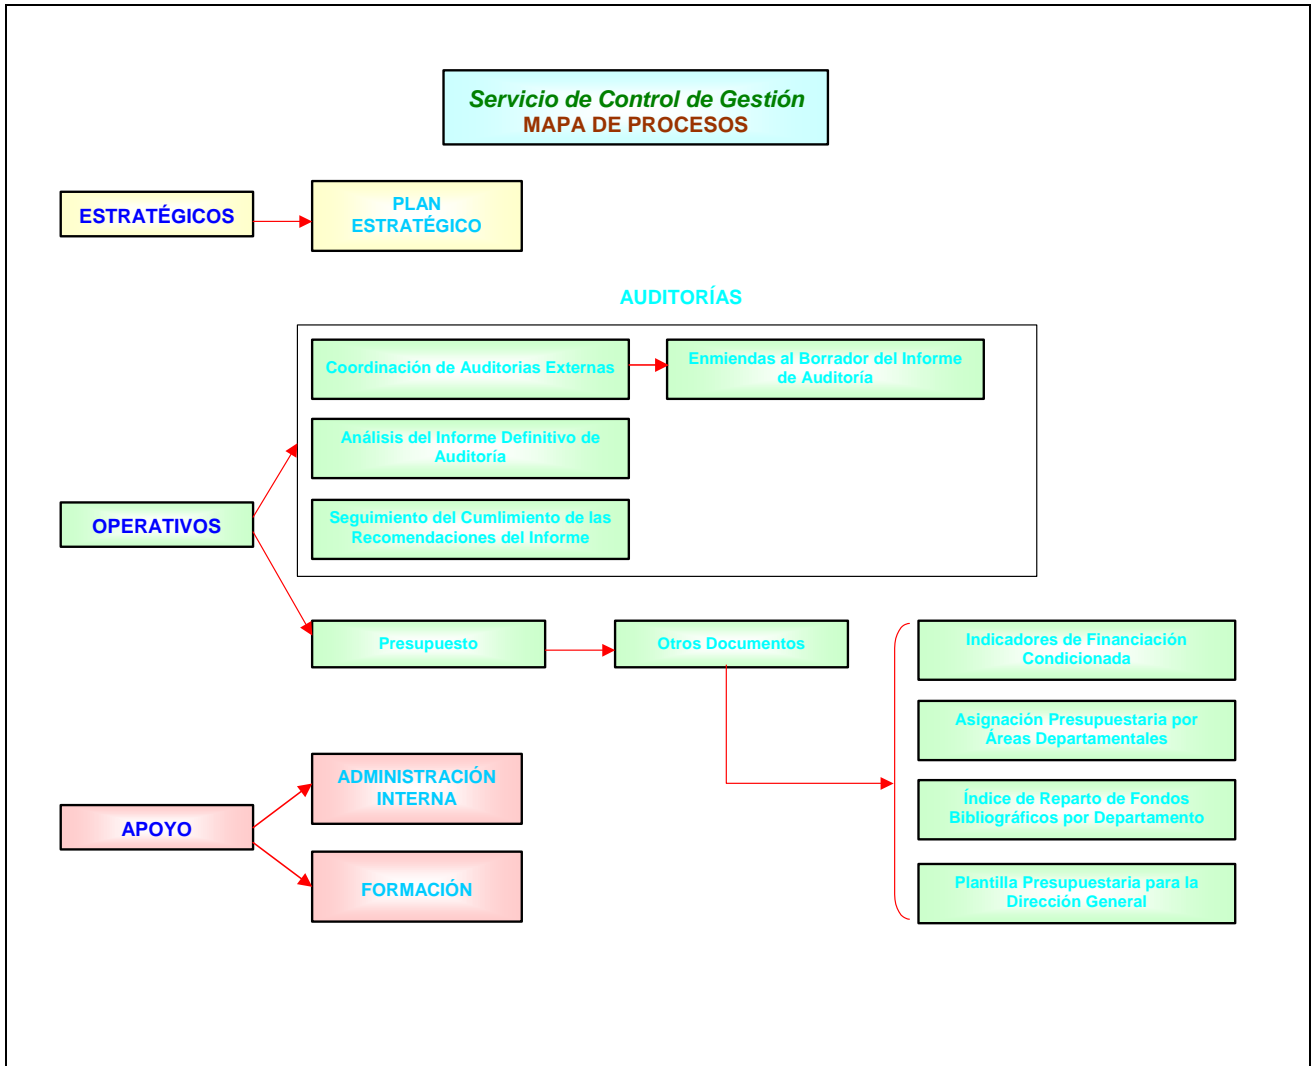 Servicio de Control de Gestión
MAPA DE PROCESOS
ESTRATÉGICOS
PLAN
ESTRATÉGICO
AUDITORÍAS
Coordinación de Auditorias Externas
Enmiendas al Borrador del Informe
de Auditoría
Análisis del Informe Definitivo de
Auditoría
OPERATIVOS
Seguimiento del Cumlimiento de las
Recomendaciones del Informe
Presupuesto
Otros Documentos
Indicadores de Financiación
Condicionada
Asignación Presupuestaria por
Áreas Departamentales
Índice de Reparto de Fondos
Bibliográficos por Departamento
Plantilla Presupuestaria para la
Dirección General
APOYO
ADMINISTRACIÓN
INTERNA
FORMACIÓN